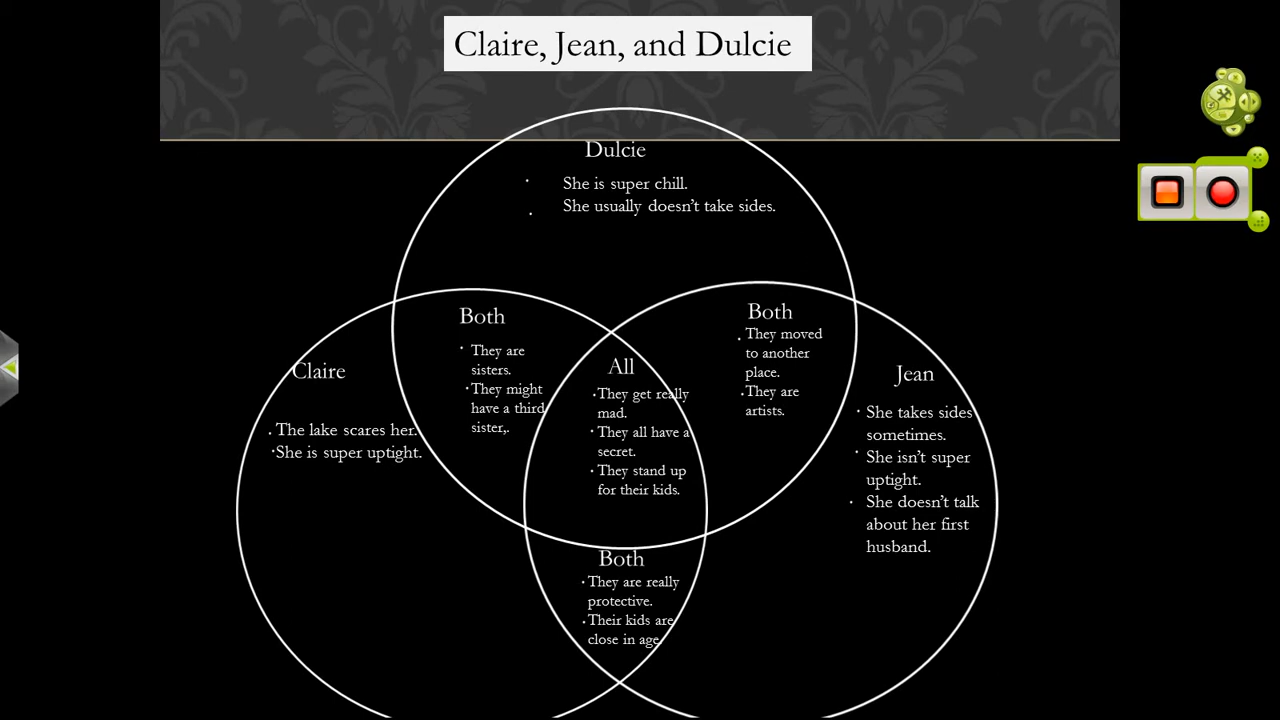 Claire, Jean, and Dulcie
Dulcie
• She is super chill.
• She usually doesn't take sides.
Both
• They are
sisters.
• They might
have a third
sister,.
Both
• They moved
to another
place.
• They are
artists.
All
• They get really
mad.
• They all have a
secret.
• They stand up
for their kids.
Claire
• The lake scares her.
• She is super uptight.
Jean
• She takes sides
sometimes.
• She isn't super
uptight.
• She doesn't talk
about her first
husband.
Both
• They are really
protective.
• Their kids are
close in age.